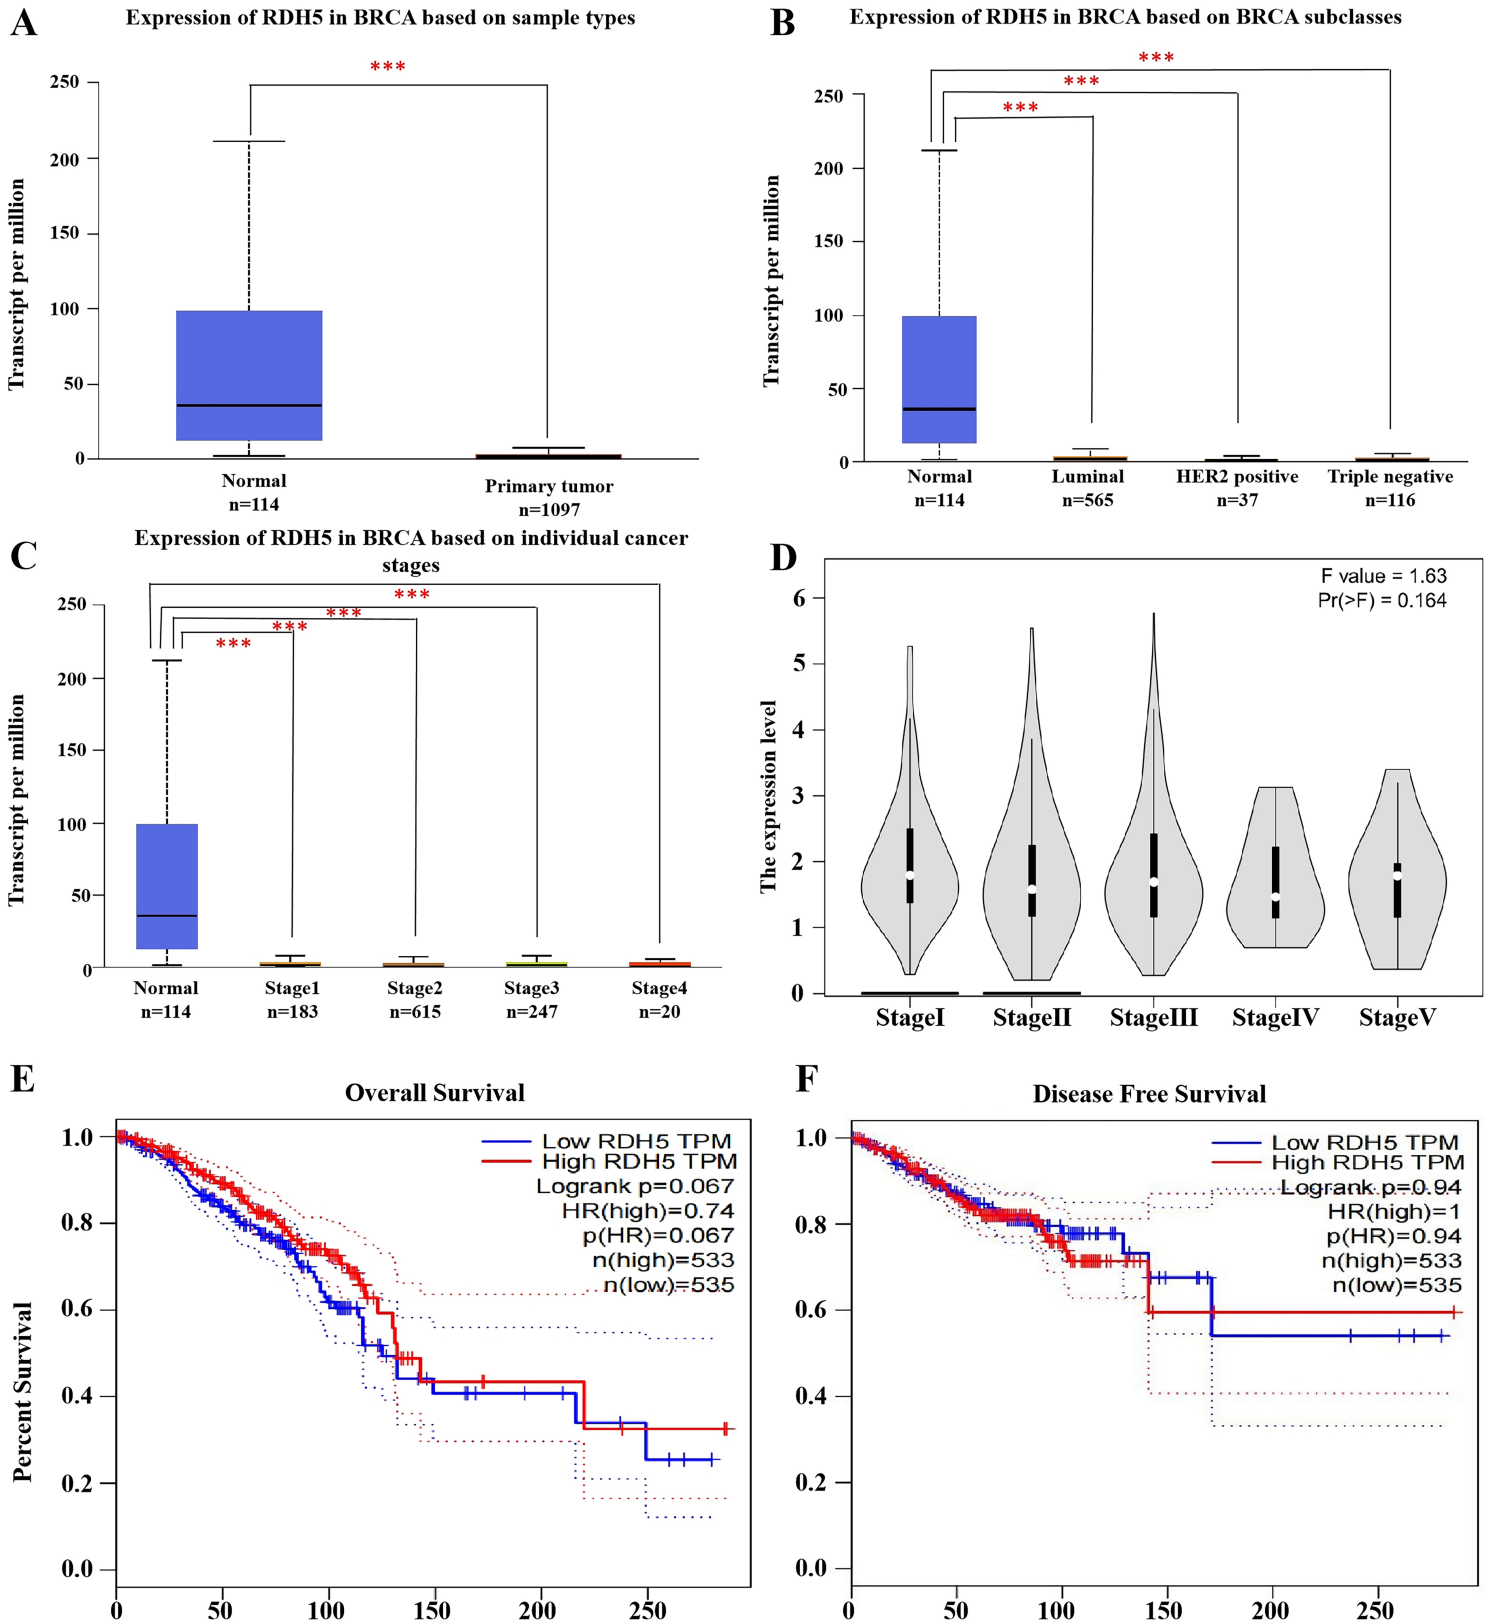 A
Expression of RDH5 in BRCA based on sample types
***
250
200
150
100
50
0
Transcript per million
Normal
n=114
Primary tumor
n=1097
B
Expression of RDH5 in BRCA based on BRCA subclasses
***
***
***
250
200
150
100
50
0
Transcript per million
Normal
n=114
Luminal
n=565
HER2 positive
n=37
Triple negative
n=116
C
Expression of RDH5 in BRCA based on individual cancer
stages
***
***
***
***
250
200
150
100
50
0
Transcript per million
Normal
n=114
Stage1
n=183
Stage2
n=615
Stage3
n=247
Stage4
n=20
D
F value = 1.63
Pr(>F) = 0.164
6
5
4
3
2
1
0
The expression level
StageI
StageII
StageIII
StageIV
StageV
E
Overall Survival
Low RDH5 TPM
High RDH5 TPM
Logrank p=0.067
HR(high)=0.74
p(HR)=0.067
n(high)=533
n(low)=535
1.0
0.8
0.6
0.4
0.2
0.0
Percent Survival
0
50
100
150
200
250
F
Disease Free Survival
Low RDH5 TPM
High RDH5 TPM
Logrank p=0.94
HR(high)=1
p(HR)=0.94
n(high)=533
n(low)=535
1.0
0.8
0.6
0.4
0.2
0.0
0
50
100
150
200
250